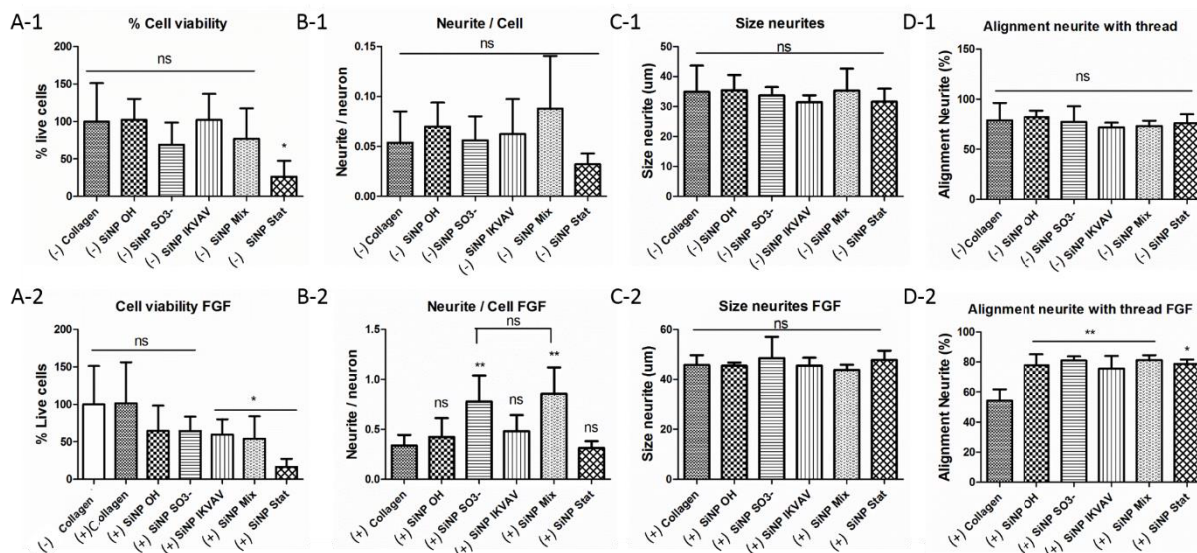 A-1
% Cell viability
% live cells
200
150
100
50
0
ns
*
(-) Collagen
(-) SiNP OH
(-) SiNP SO3-
(-) SiNP IKVAV
(-) SiNP Mix
(-) SiNP Stat
B-1
Neurite / Cell
Neurite / neuron
0.15
0.10
0.05
0.00
ns
(-) Collagen
(-) SiNP OH
(-) SiNP SO3-
(-) SiNP IKVAV
(-) SiNP Mix
(-) SiNP Stat
C-1
Size neurites
Size neurite (um)
50
40
30
20
10
0
ns
(-) Collagen
(-) SiNP OH
(-) SiNP SO3-
(-) SiNP IKVAV
(-) SiNP Mix
(-) SiNP Stat
D-1
Alignment neurite with thread
Alignment Neurite (%)
150
100
50
0
ns
(-) Collagen
(-) SiNP OH
(-) SiNP SO3-
(-) SiNP IKVAV
(-) SiNP Mix
(-) SiNP Stat
A-2
Cell viability FGF
% Live cells
200
150
100
50
0
ns
*
(-) Collagen
(+)Collagen
(+) SiNP OH
(+) SiNP SO3-
(+) SiNP IKVAV
(+) SiNP Mix
(+) SiNP Stat
B-2
Neurite / Cell FGF
Neurite / neuron
1.5
1.0
0.5
0.0
ns
ns
**
ns
**
ns
(+) Collagen
(+) SiNP OH
(+) SiNP SO3-
(+) SiNP IKVAV
(+) SiNP Mix
(+) SiNP Stat
C-2
Size neurites FGF
Size neurite (um)
60
40
20
0
ns
(+) Collagen
(+) SiNP OH
(+) SiNP SO3-
(+) SiNP IKVAV
(+) SiNP Mix
(+) SiNP Stat
D-2
Alignment neurite with thread FGF
Alignment Neurite (%)
100
80
60
40
20
0
**
*
(+) Collagen
(+) SiNP OH
(+) SiNP SO3-
(+) SiNP IKVAV
(+) SiNP Mix
(+) SiNP Stat